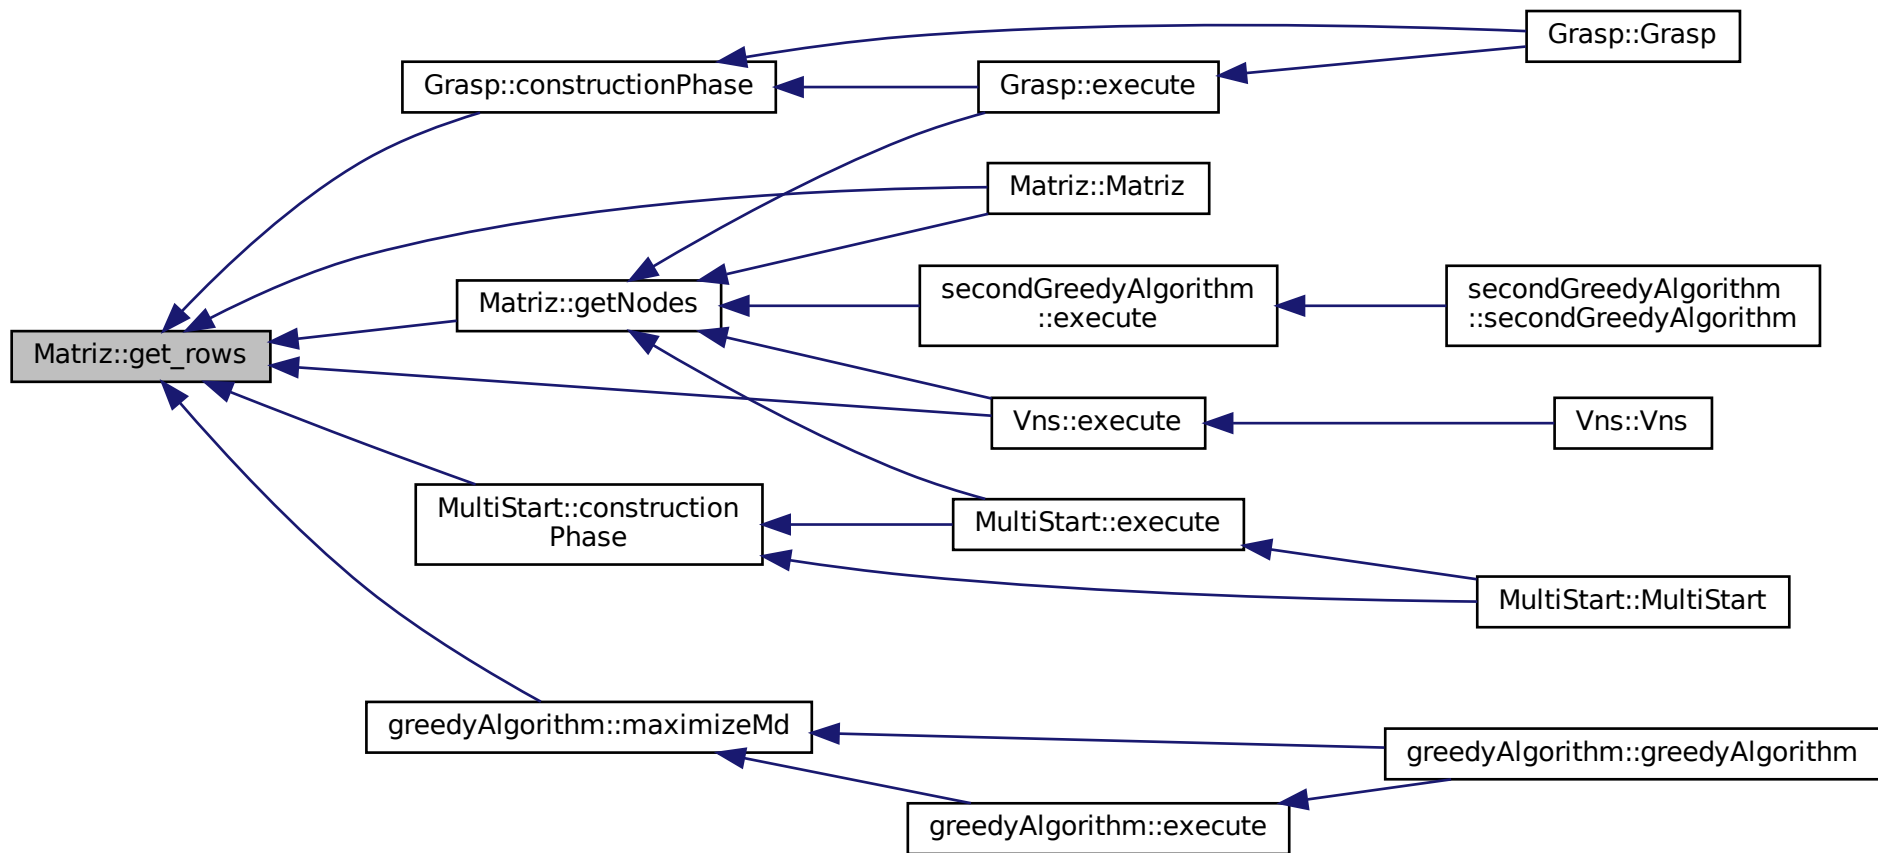 Grasp::Grasp
Grasp::constructionPhase
Grasp::execute
Matriz::Matriz
Matriz::getNodes
secondGreedyAlgorithm
::execute
secondGreedyAlgorithm
::secondGreedyAlgorithm
Matriz::get_rows
Vns::execute
Vns::Vns
MultiStart::construction
Phase
MultiStart::execute
MultiStart::MultiStart
greedyAlgorithm::maximizeMd
greedyAlgorithm::greedyAlgorithm
greedyAlgorithm::execute